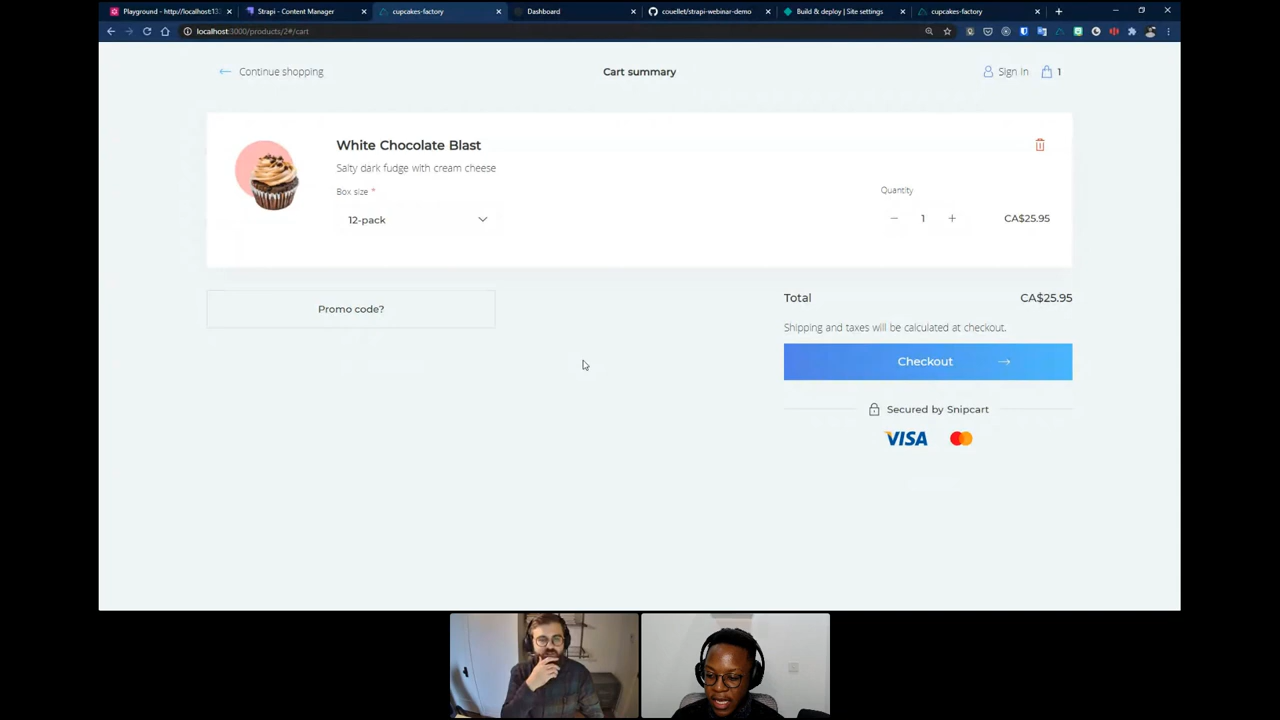 Playground - http://localhost:13
Strapi - Content Manager
cupcakes-factory
Dashboard
couellet/strapi-webinar-demo
Build & deploy | Site settings
cupcakes-factory
localhost:3000/products/2#/cart
Continue shopping
Cart summary
Sign In
1
White Chocolate Blast
Salty dark fudge with cream cheese
Box size *
Quantity
12-pack
1
CA$25.95
Promo code?
Total
CA$25.95
Shipping and taxes will be calculated at checkout.
Checkout
Secured by Snipcart
VISA